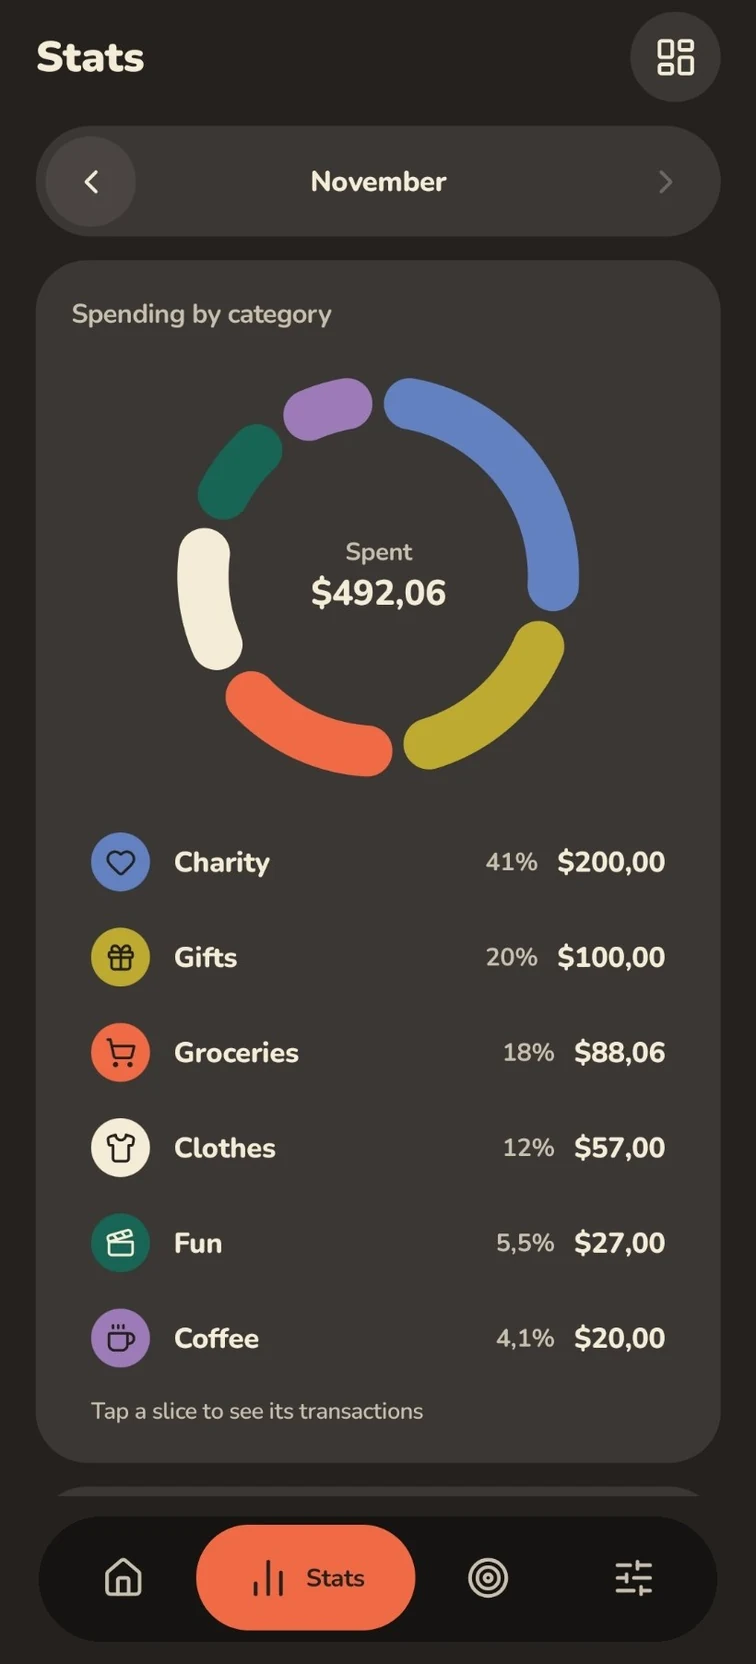 Stats
November
Spending by category
Spent
$492,06
Charity 41% $200,00
Gifts 20% $100,00
Groceries 18% $88,06
Clothes 12% $57,00
Fun 5,5% $27,00
Coffee 4,1% $20,00
Tap a slice to see its transactions
Stats